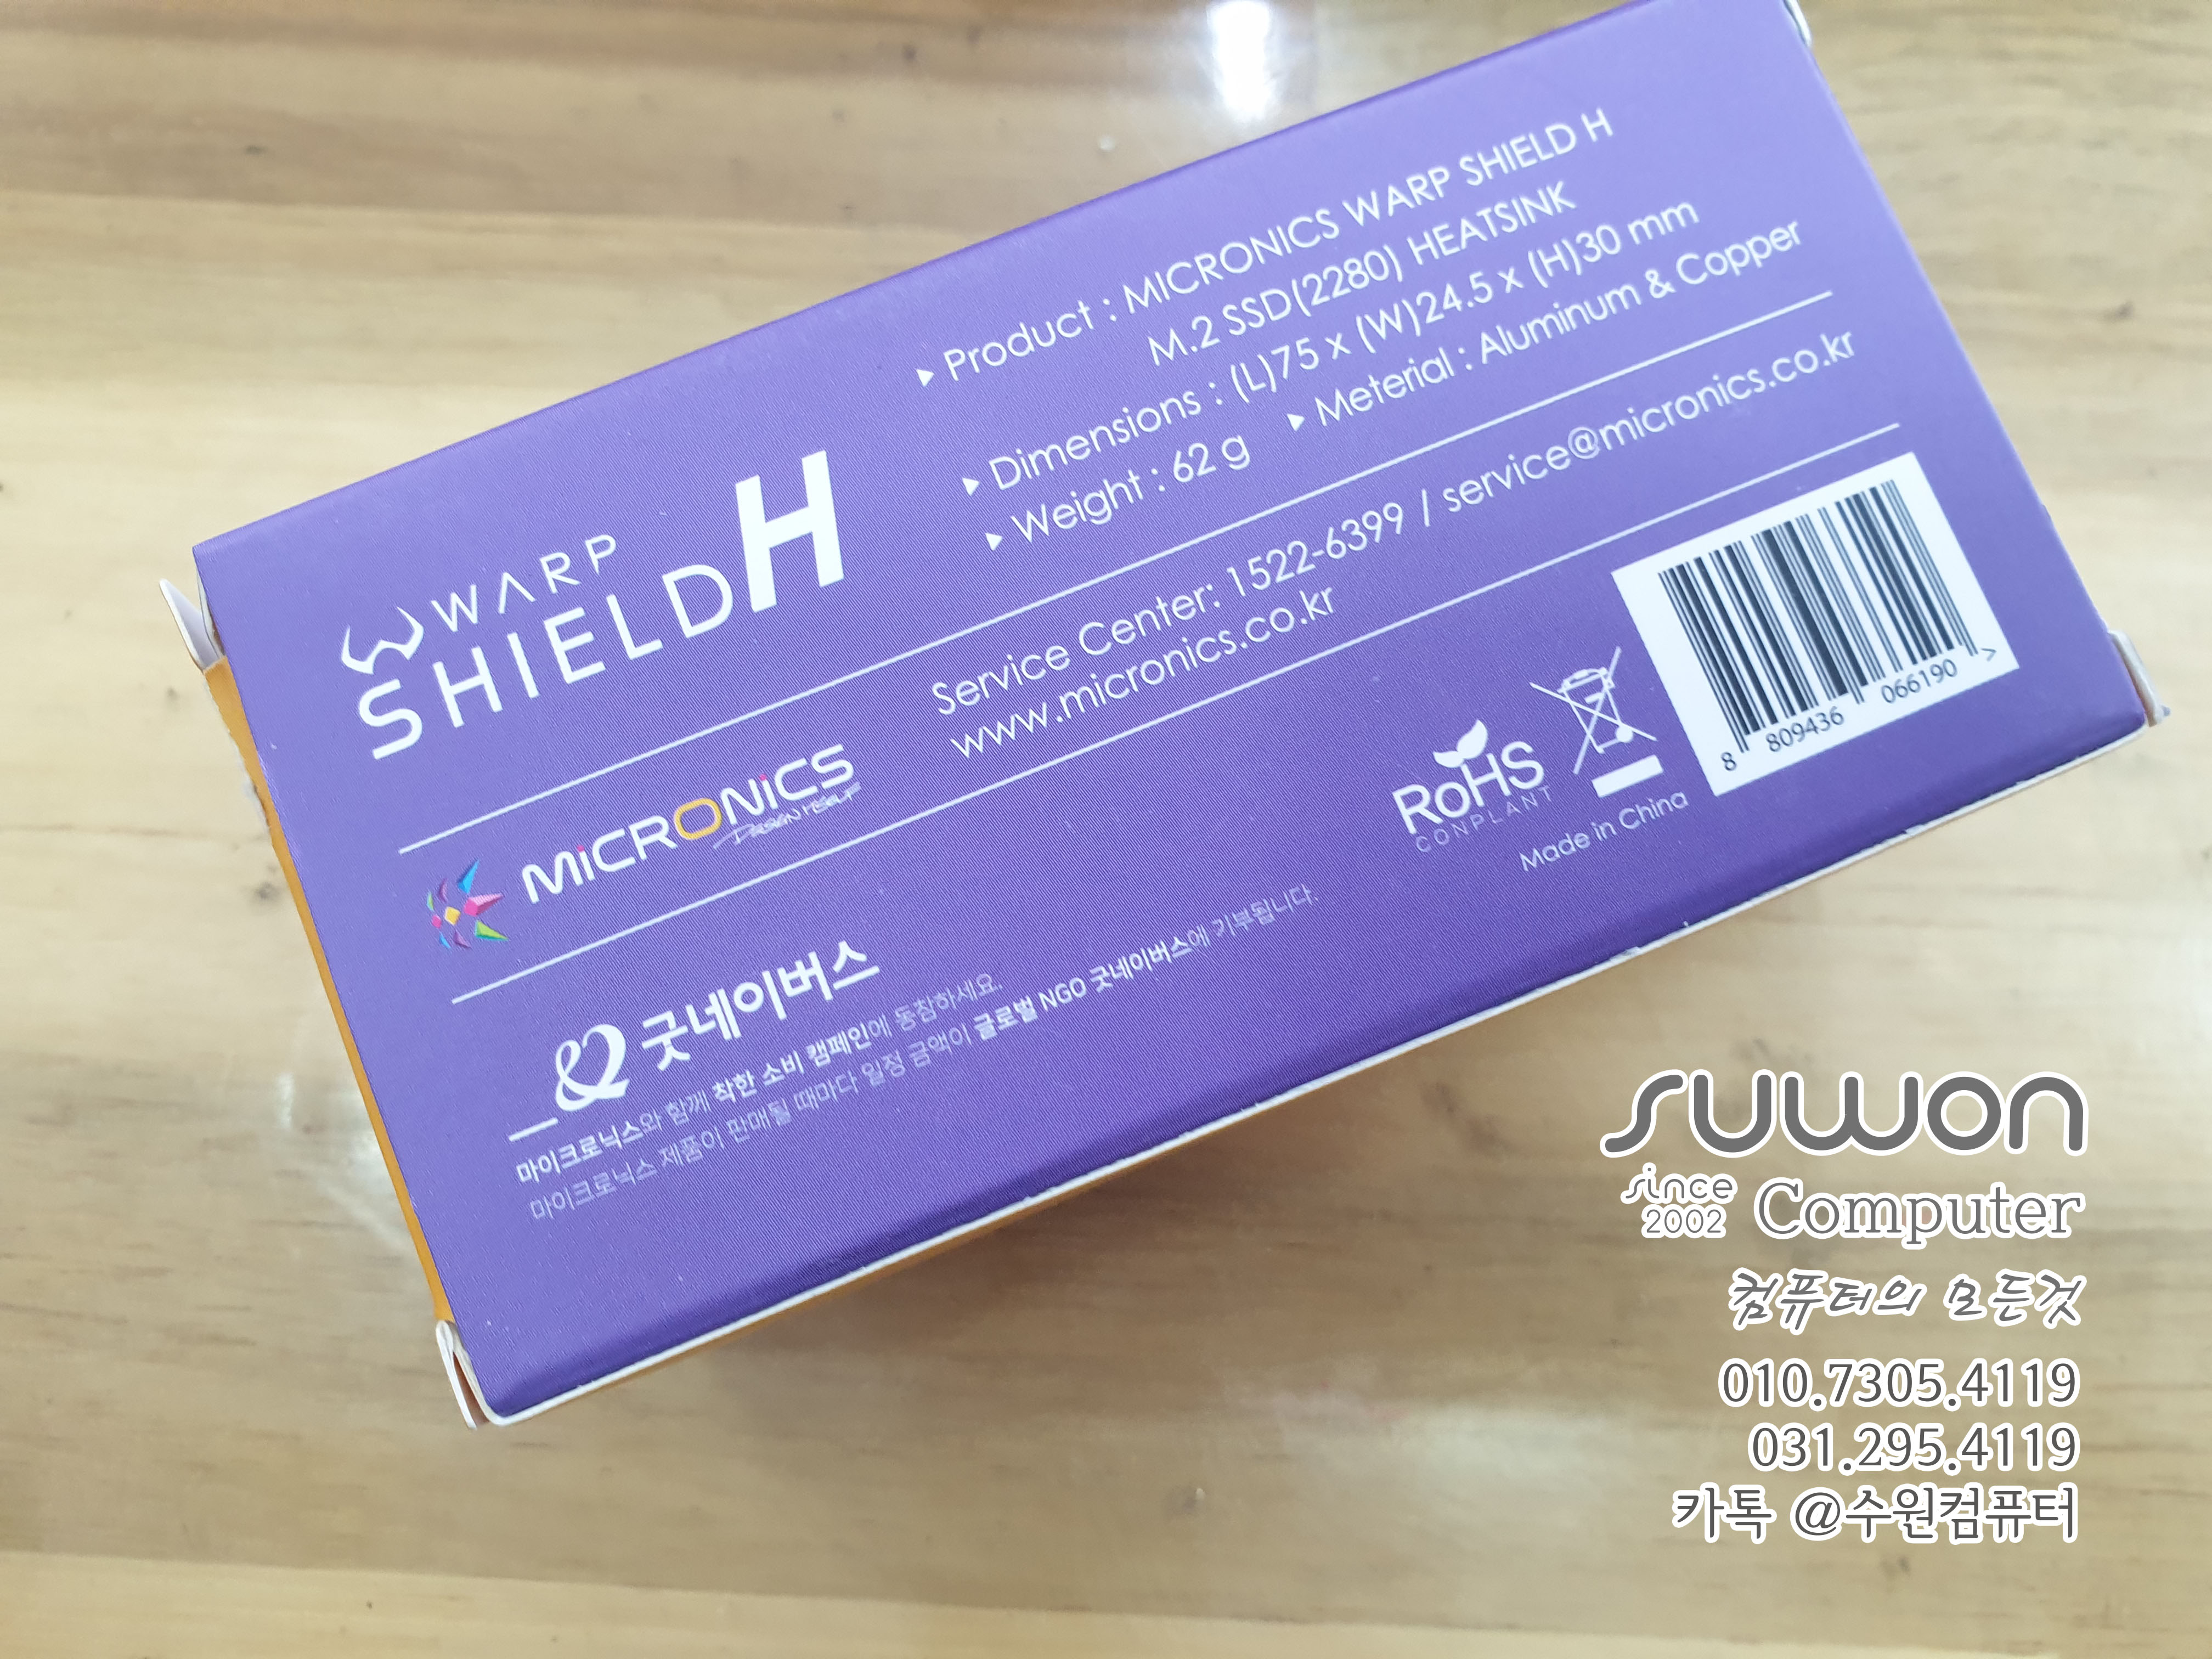 WARP
SHIELD H
▶ Product : MICRONICS WARP SHIELD H
M.2 SSD(2280) HEATSINK
▶ Dimensions : (L)75 x (W)24.5 x (H)30 mm
▶ Weight : 62 g ▶ Meterial : Aluminum & Copper
MiCRONiCS
DESIGN ITSELF
Service Center: 1522-6399 / service@micronics.co.kr
www.micronics.co.kr
굿네이버스
마이크로닉스와 함께 착한 소비 캠페인에 동참하세요.
마이크로닉스 제품이 판매될 때마다 일정 금액이 글로벌 NGO 굿네이버스에 기부됩니다.
RoHS
CONPLANT
Made in China
8 809436 066190 >
suwon
since 2002 Computer
컴퓨터의 모든것
010.7305.4119
031.295.4119
카톡 @수원컴퓨터